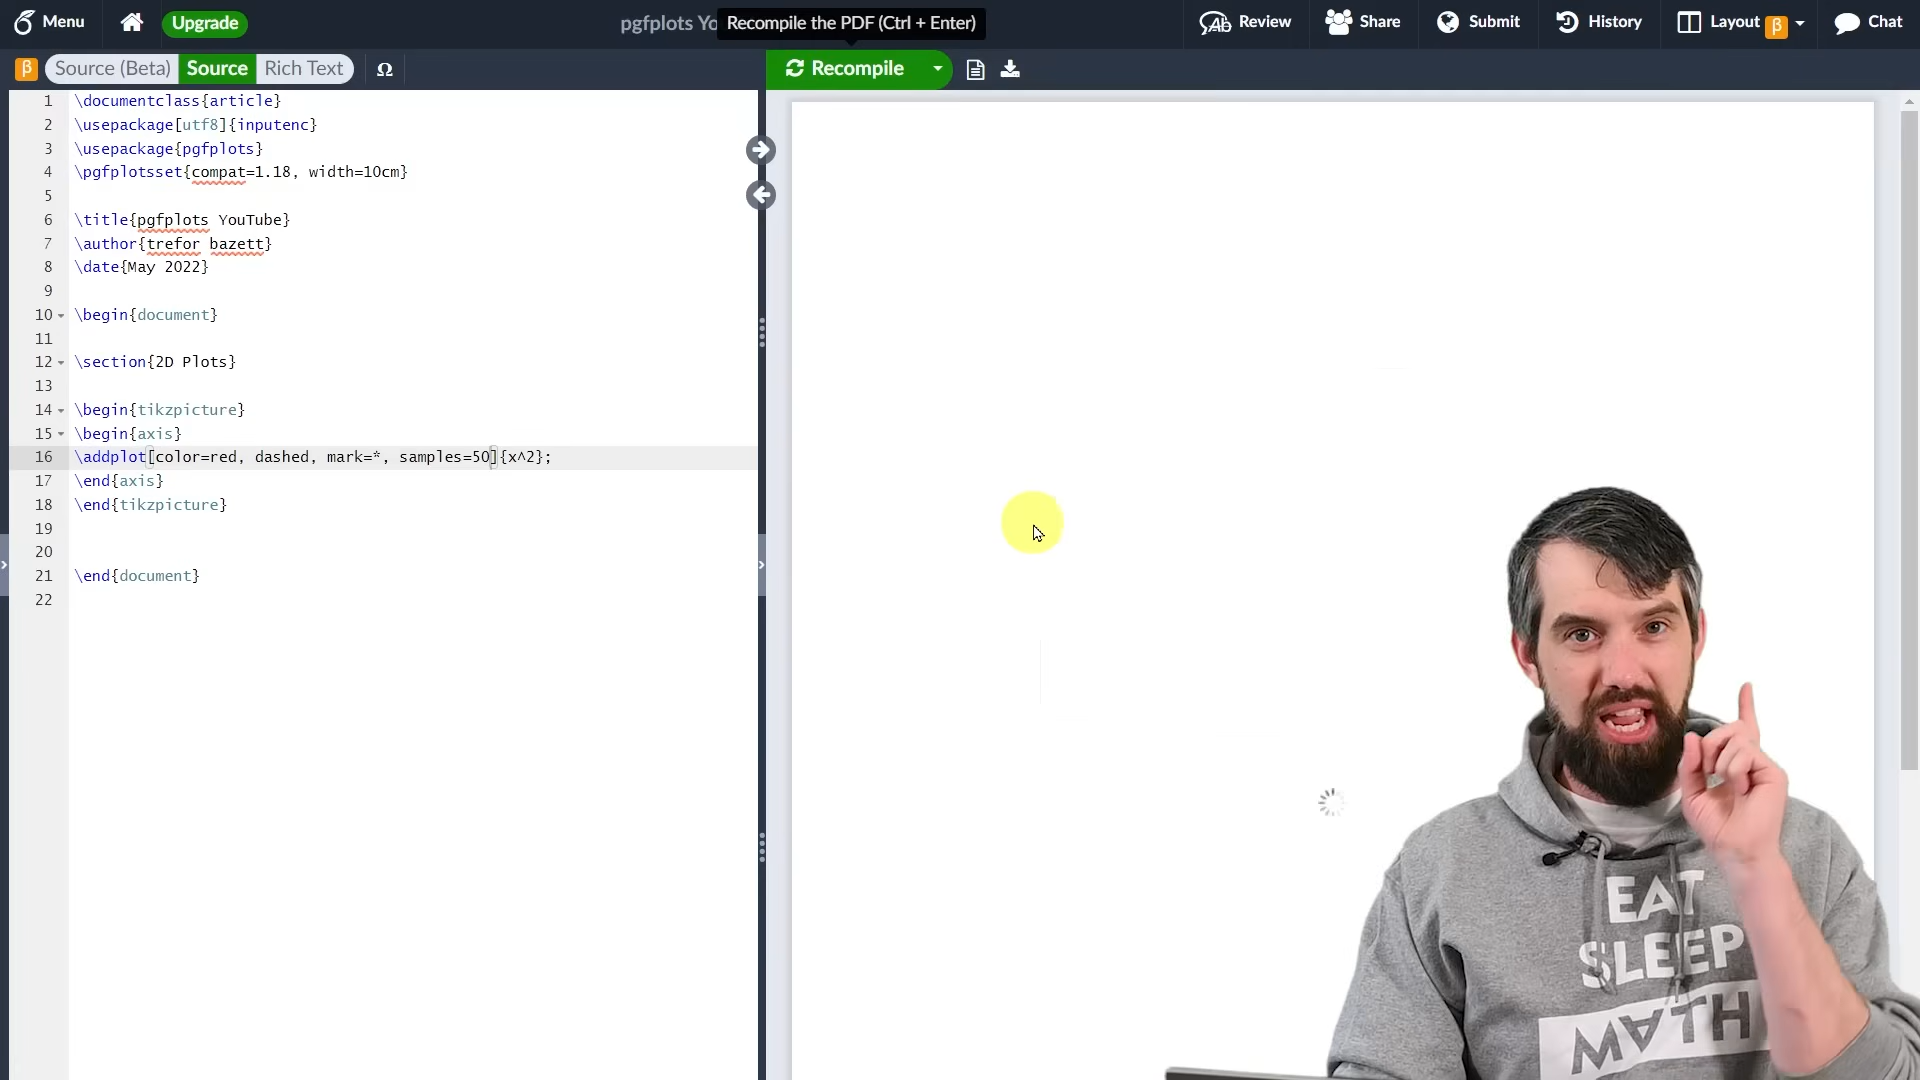 Menu
Upgrade
pgfplots Yo
Recompile the PDF (Ctrl + Enter)
Review
Share
Submit
History
Layout β
Chat
β Source (Beta) Source Rich Text Ω
Recompile
1 \documentclass{article}
2 \usepackage[utf8]{inputenc}
3 \usepackage{pgfplots}
4 \pgfplotsset{compat=1.18, width=10cm}
5
6 \title{pgfplots YouTube}
7 \author{trefor bazett}
8 \date{May 2022}
9
10 \begin{document}
11
12 \section{2D Plots}
13
14 \begin{tikzpicture}
15 \begin{axis}
16 \addplot[color=red, dashed, mark=*, samples=50]{x^2};
17 \end{axis}
18 \end{tikzpicture}
19
20
21 \end{document}
22
EAT
SLEEP
MATH